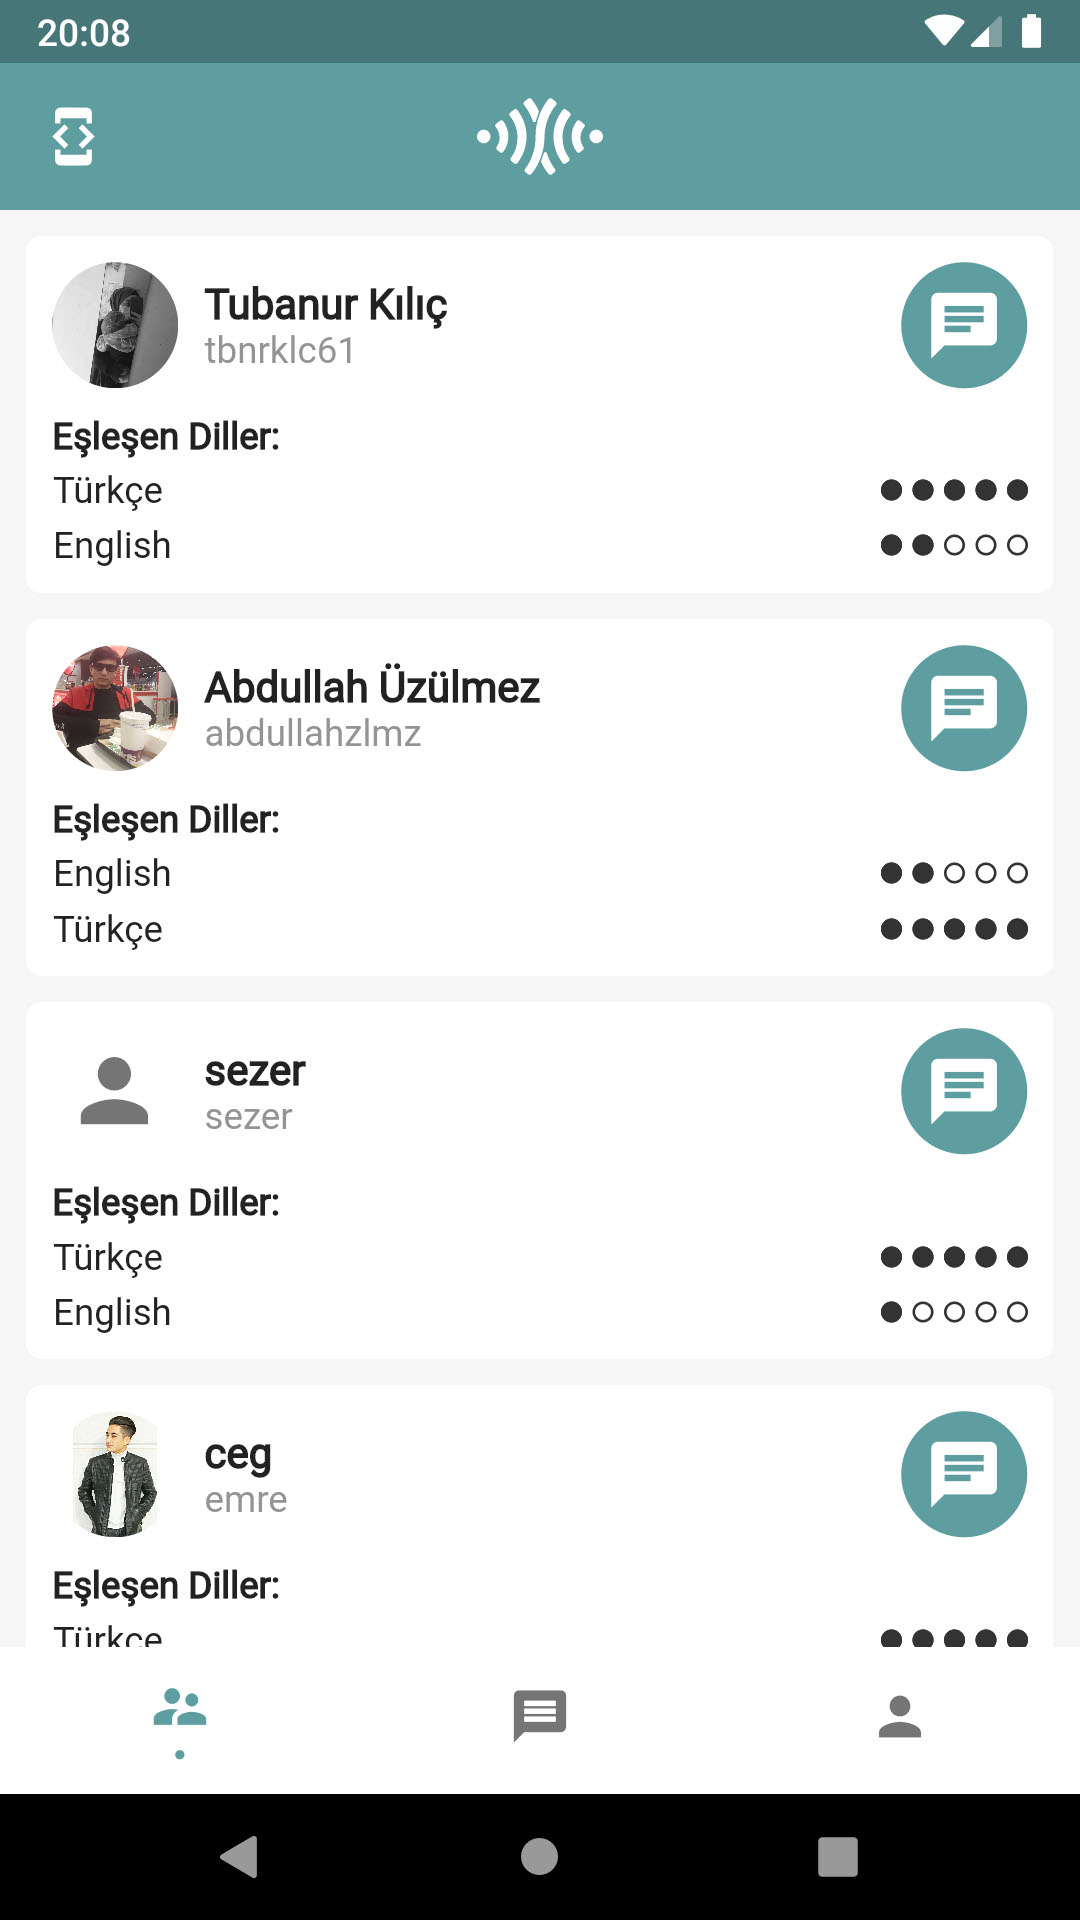 20:08
Tubanur Kılıç
tbnrklc61
Eşleşen Diller:
Türkçe
English
Abdullah Üzülmez
abdullahzlmz
Eşleşen Diller:
English
Türkçe
sezer
sezer
Eşleşen Diller:
Türkçe
English
ceg
emre
Eşleşen Diller:
Türkçe